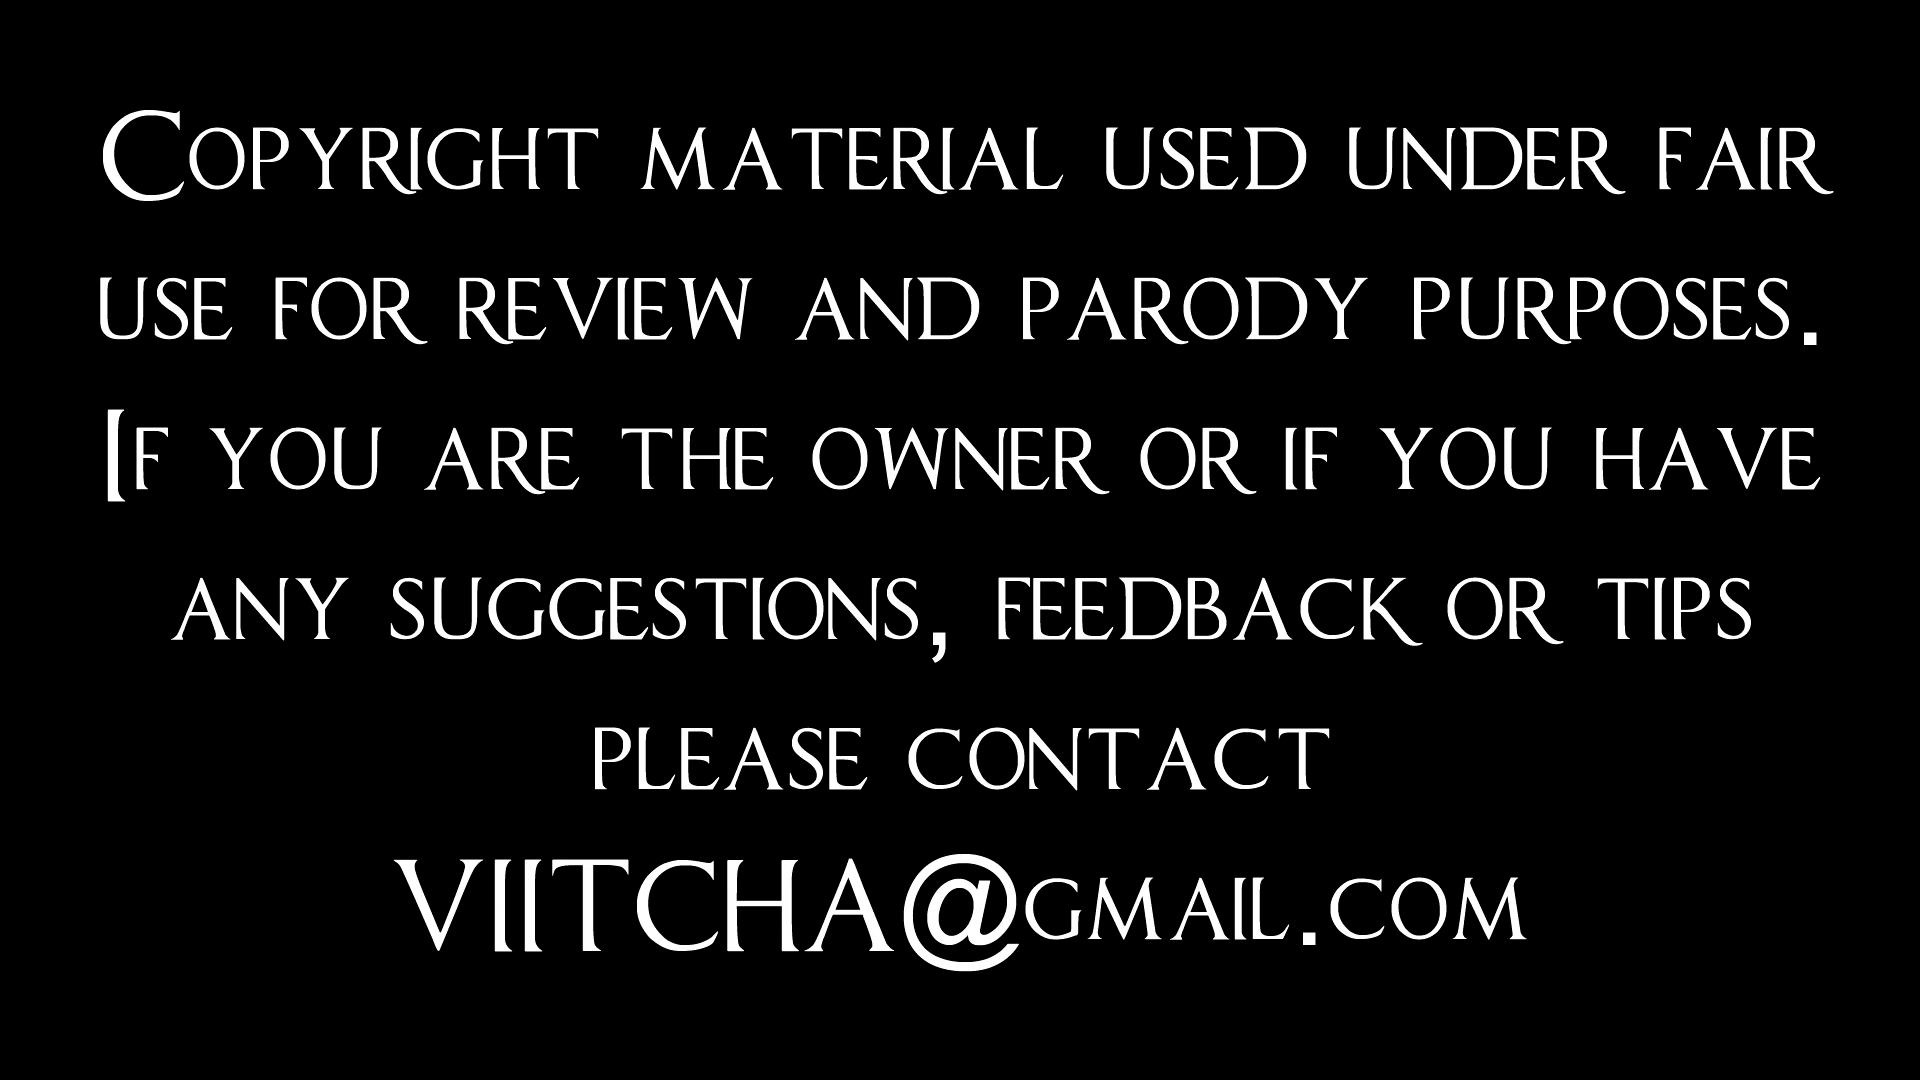 Copyright material used under fair
use for review and parody purposes.
If you are the owner or if you have
any suggestions, feedback or tips
please contact
VIITCHA@gmail.com